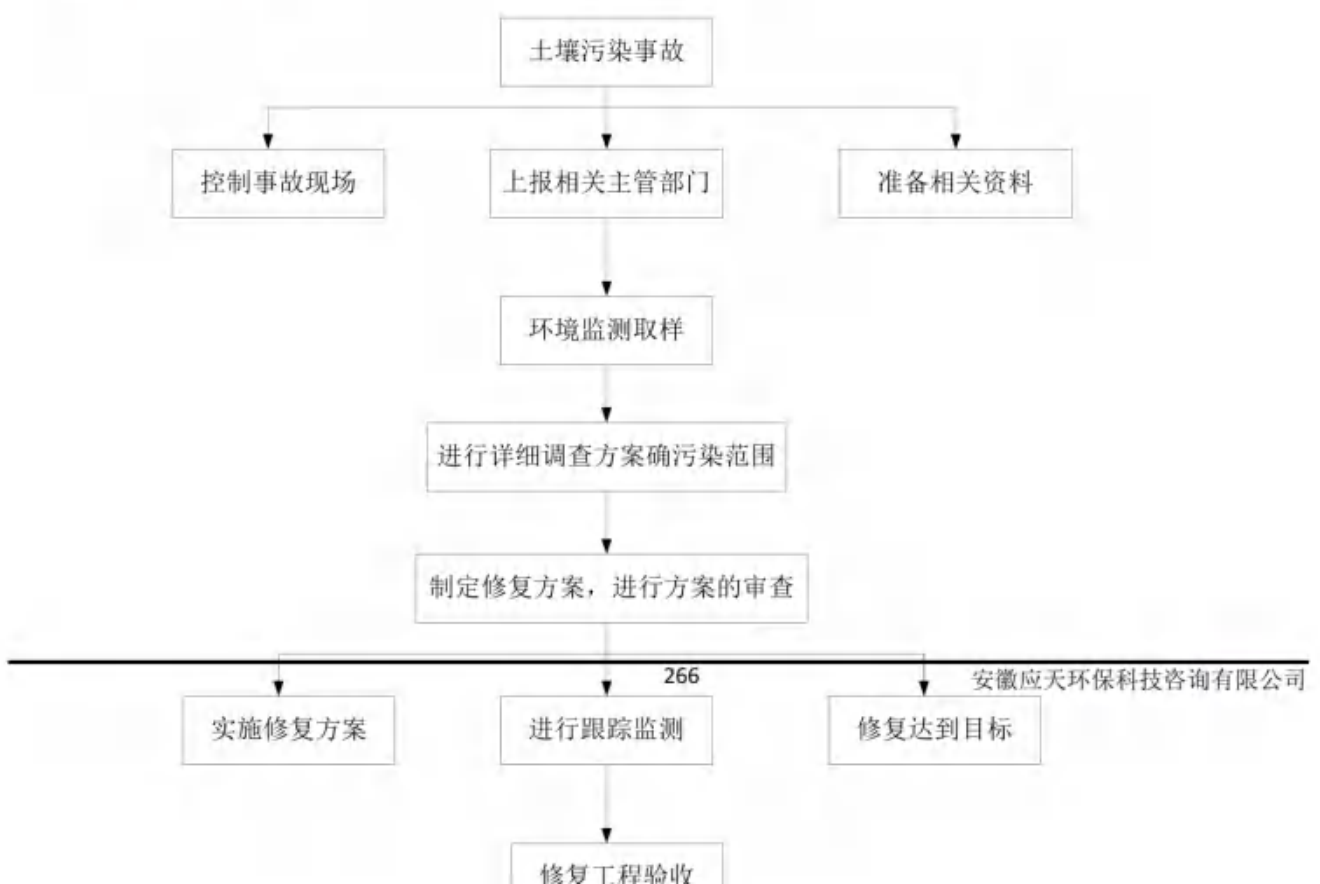 土壤污染事故
控制事故现场
上报相关主管部门
准备相关资料
环境监测取样
进行详细调查方案确污染范围
制定修复方案，进行方案的审查
266
安徽应天环保科技咨询有限公司
实施修复方案
进行跟踪监测
修复达到目标
修复工程验收